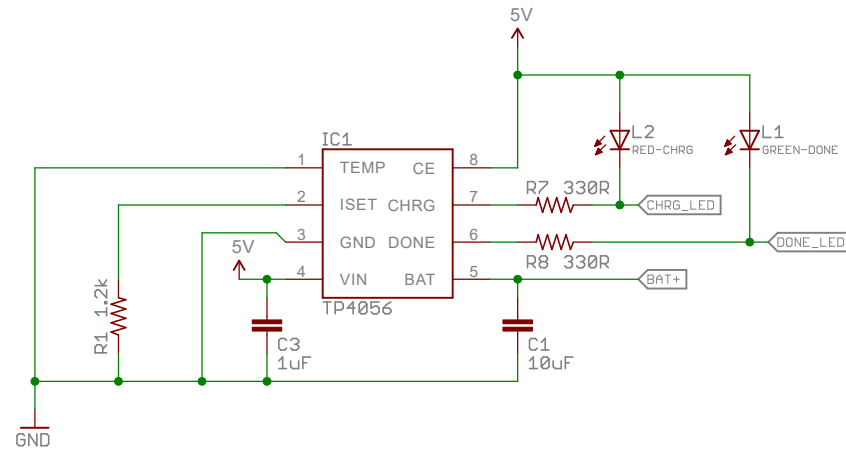 5V
L2
RED-CHRG
L1
GREEN-DONE
IC1
1 TEMP CE 8
2 ISET CHRG 7
R7 330R
CHRG_LED
3 GND DONE 6
R8 330R
DONE_LED
5V
4 VIN BAT 5
BAT+
TP4056
R1 1.2k
C3
1uF
C1
10uF
GND